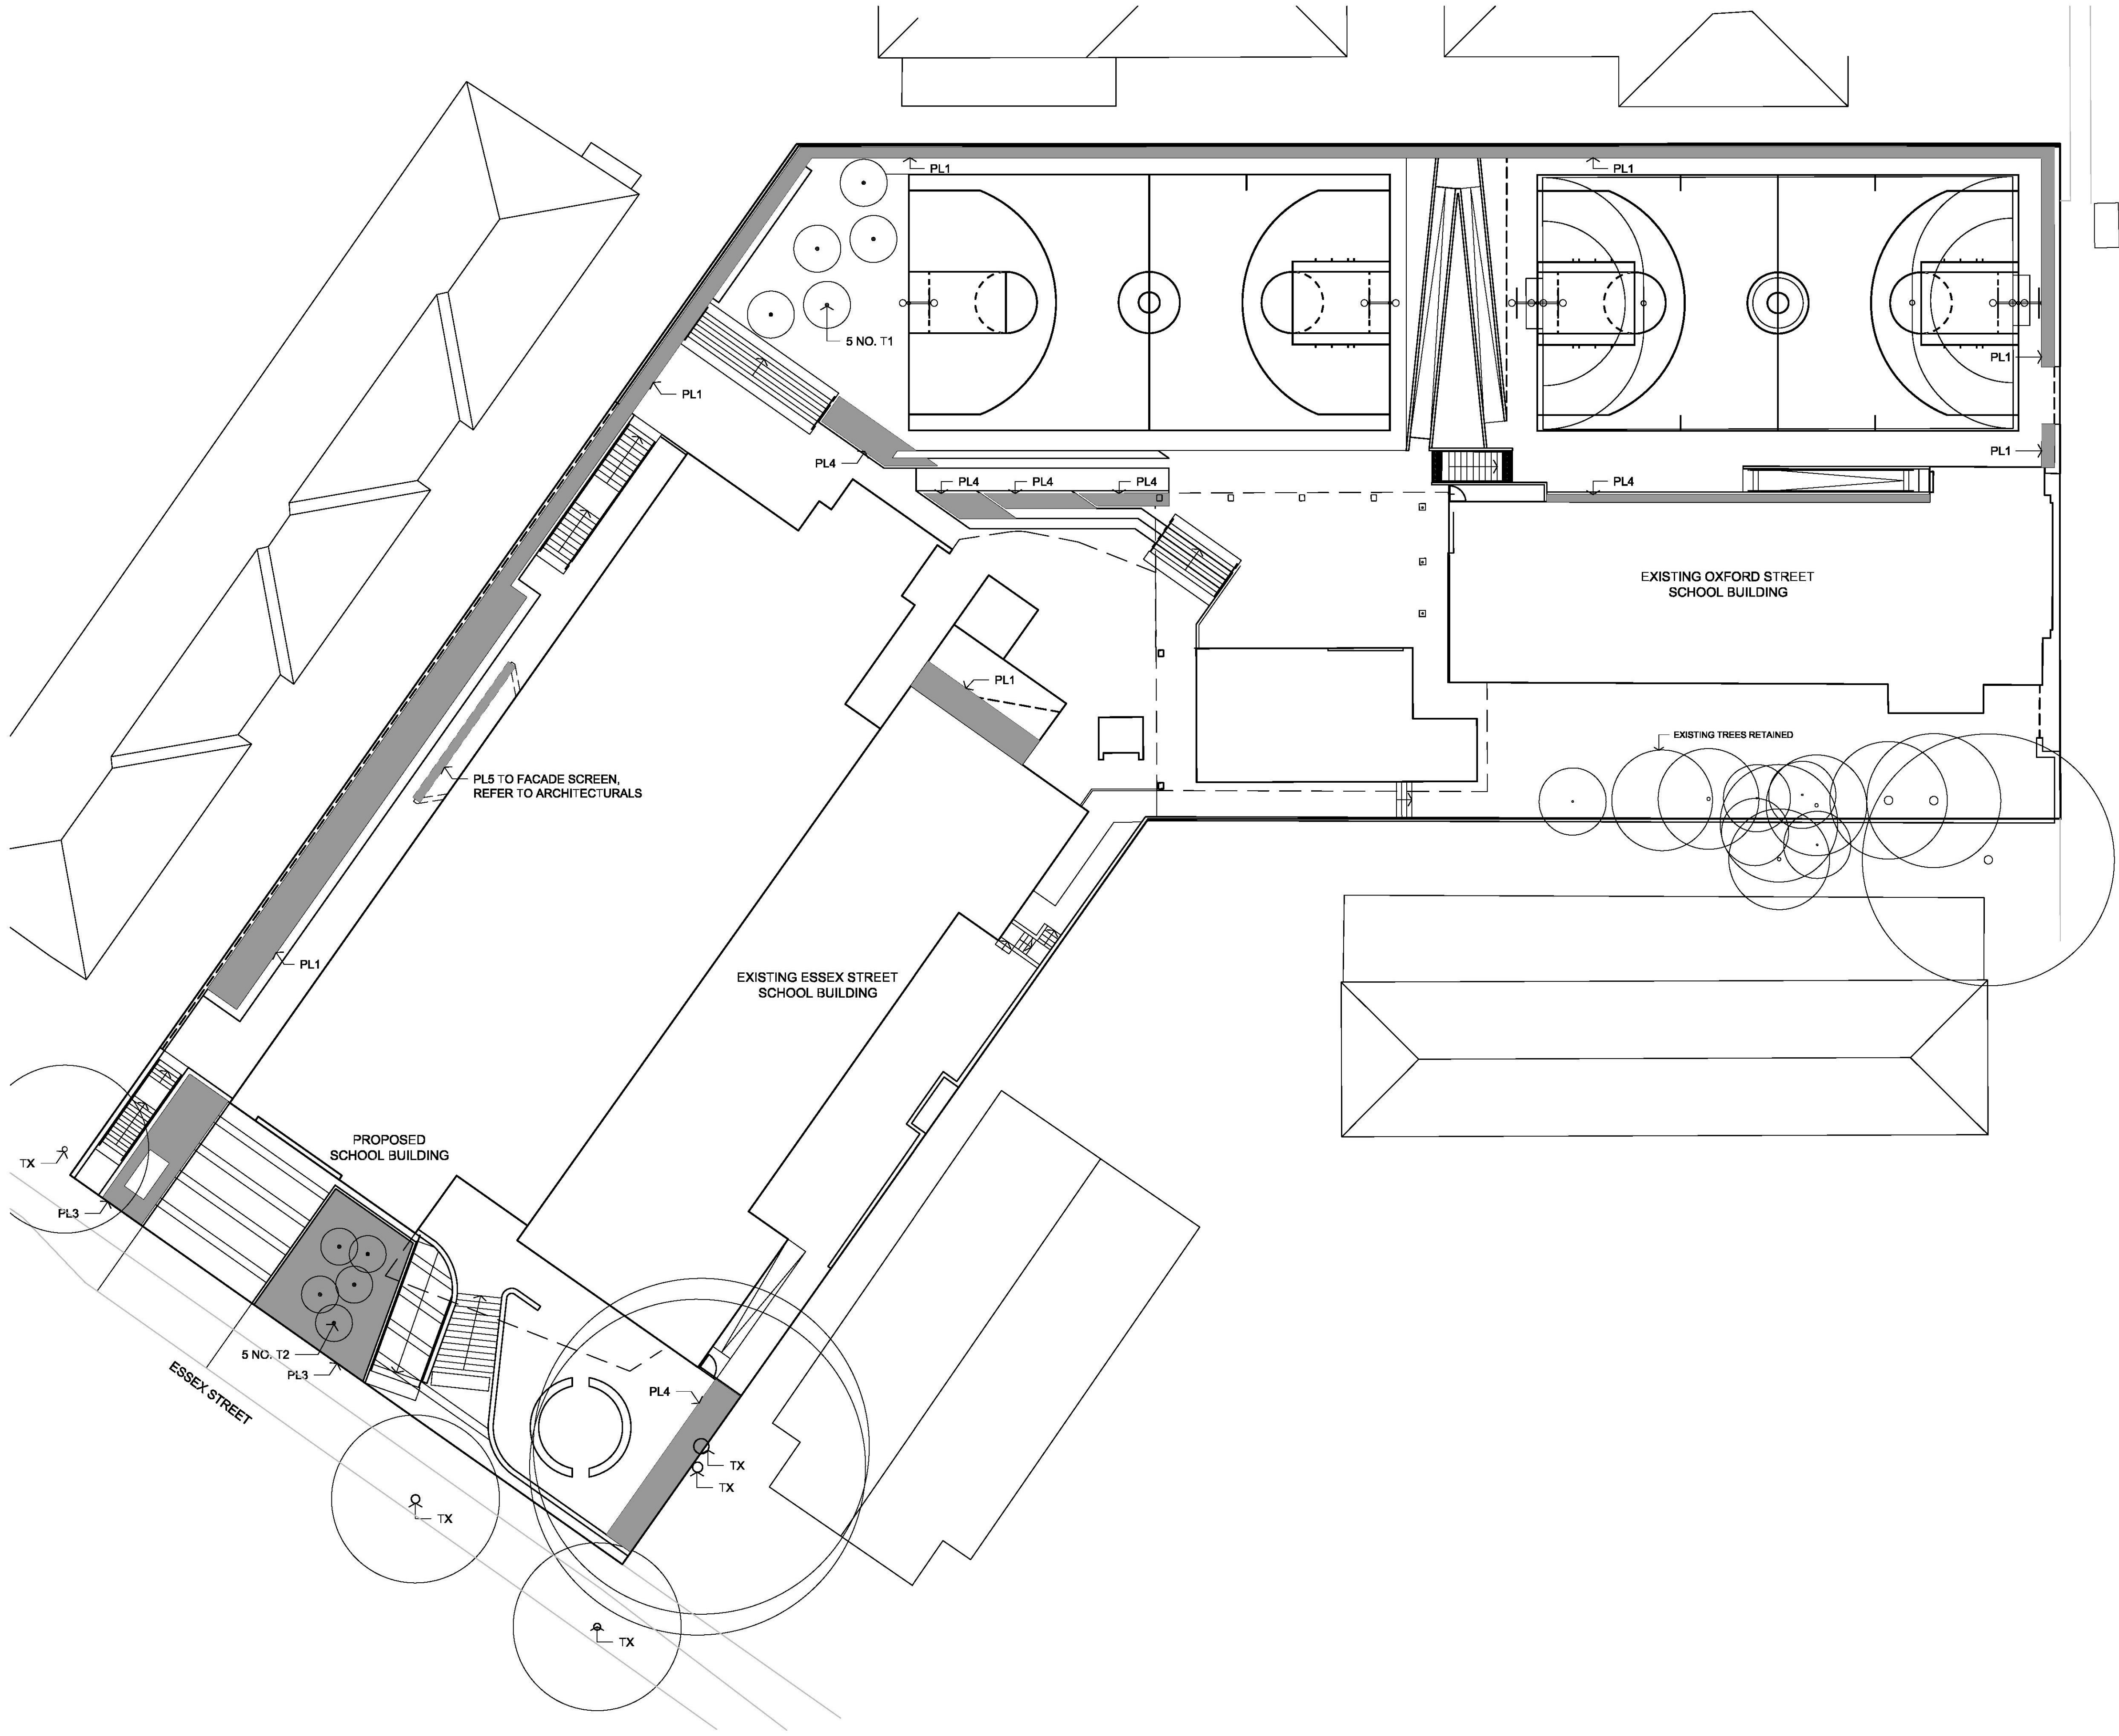 PL1
PL1
5 NO. T1
PL1
PL1
PL1
PL4
PL4
PL4
PL4
PL4
EXISTING OXFORD STREET
SCHOOL BUILDING
PL1
EXISTING TREES RETAINED
PL5 TO FACADE SCREEN,
REFER TO ARCHITECTURALS
PL1
EXISTING ESSEX STREET
SCHOOL BUILDING
PROPOSED
SCHOOL BUILDING
TX
PL3
5 NO. T2
PL3
ESSEX STREET
PL4
TX
TX
TX
TX